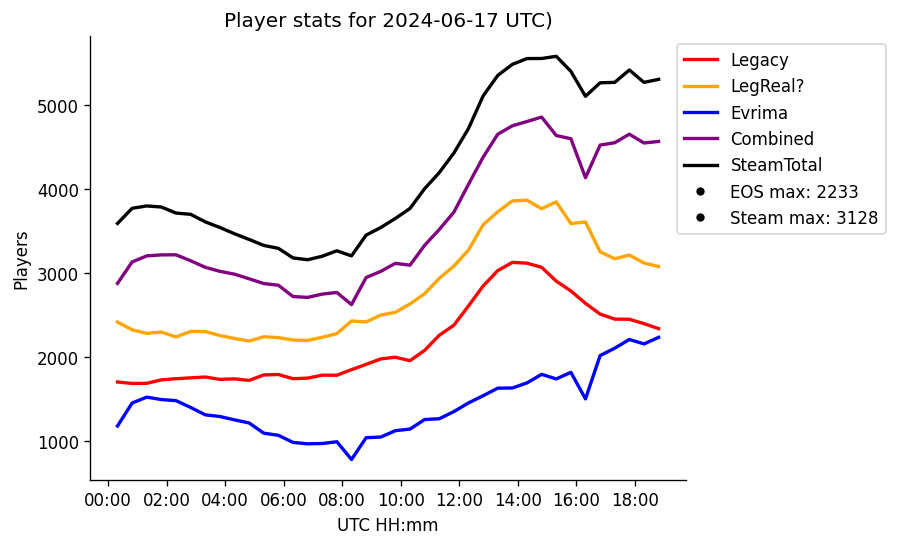 Player stats for 2024-06-17 UTC)
Legacy
LegReal?
Evrima
Combined
SteamTotal
EOS max: 2233
Steam max: 3128
Players
5000
4000
3000
2000
1000
00:00 02:00 04:00 06:00 08:00 10:00 12:00 14:00 16:00 18:00
UTC HH:mm